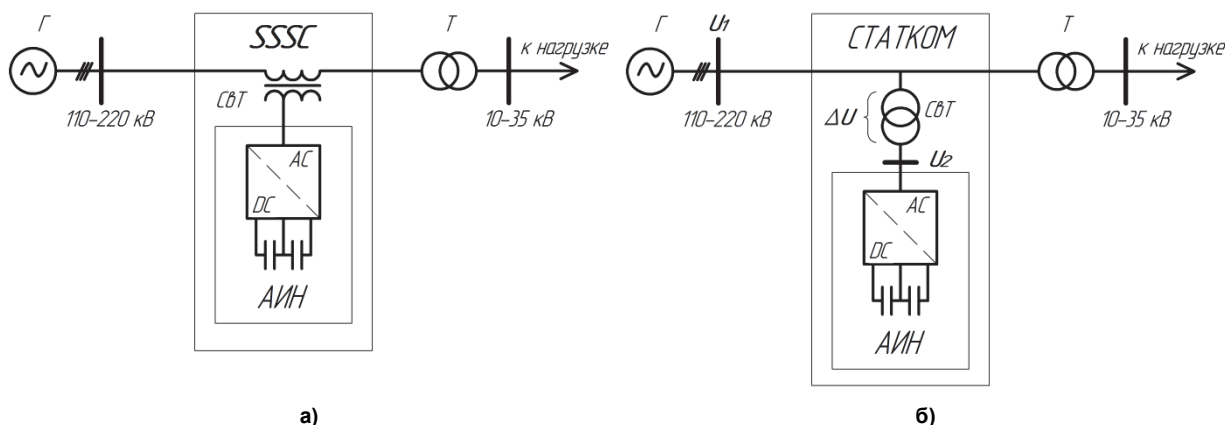 Г
SSSC
Т
к нагрузке
СвТ
110-220 кВ
10-35 кВ
AC
DC
АИН
а)
Г
U1
СТАТКОМ
Т
к нагрузке
110-220 кВ
ΔU
СвТ
10-35 кВ
U2
AC
DC
АИН
б)